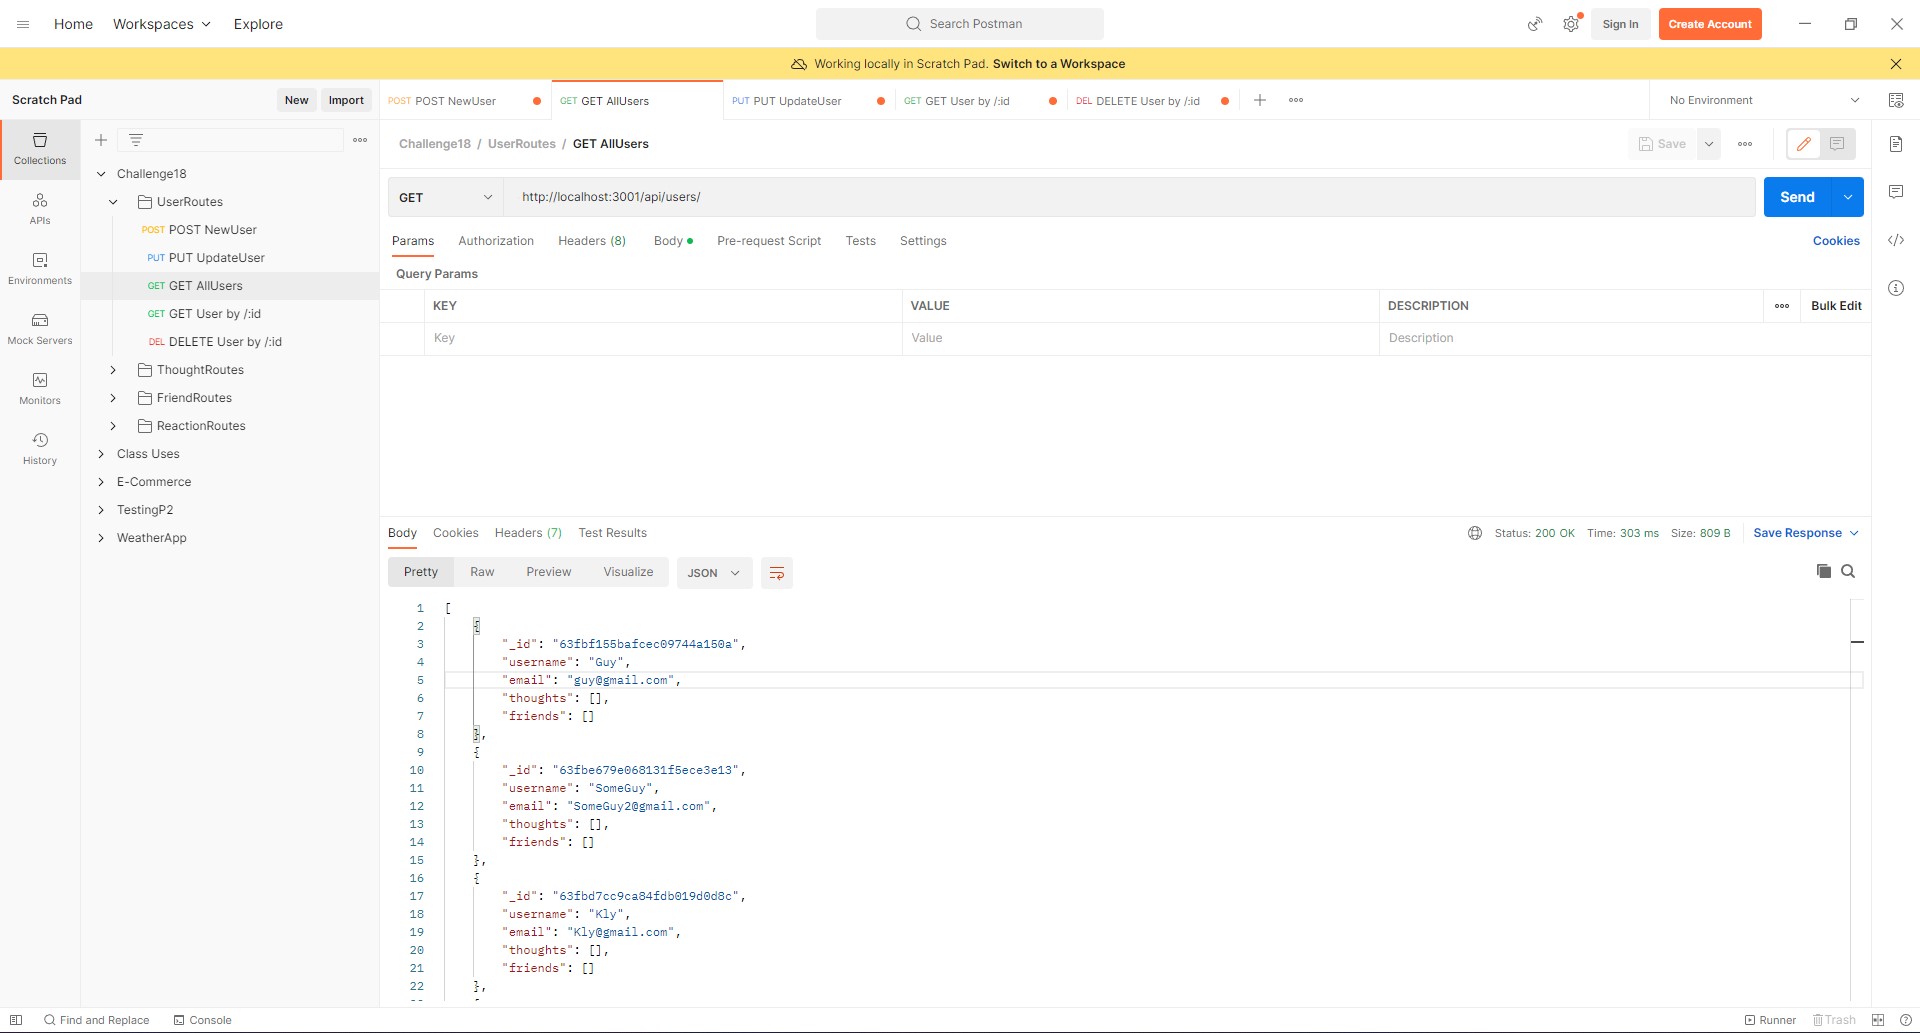 Home Workspaces Explore Search Postman Sign In Create Account
Working locally in Scratch Pad. Switch to a Workspace
Scratch Pad New Import
POST POST NewUser GET GET AllUsers PUT PUT UpdateUser GET GET User by /:id DEL DELETE User by /:id No Environment
Collections
APIs
Environments
Mock Servers
Monitors
History
Challenge18
UserRoutes
POST POST NewUser
PUT PUT UpdateUser
GET GET AllUsers
GET GET User by /:id
DEL DELETE User by /:id
ThoughtRoutes
FriendRoutes
ReactionRoutes
Class Uses
E-Commerce
TestingP2
WeatherApp
Challenge18 / UserRoutes / GET AllUsers Save
GET http://localhost:3001/api/users/ Send
Params Authorization Headers (8) Body Pre-request Script Tests Settings Cookies
Query Params
KEY VALUE DESCRIPTION Bulk Edit
Key Value Description
Body Cookies Headers (7) Test Results Status: 200 OK Time: 303 ms Size: 809 B Save Response
Pretty Raw Preview Visualize JSON
1 [
2 {
3 "_id": "63fbf155bafcec09744a150a",
4 "username": "Guy",
5 "email": "guy@gmail.com",
6 "thoughts": [],
7 "friends": []
8 },
9 {
10 "_id": "63fbe679e068131f5ece3e13",
11 "username": "SomeGuy",
12 "email": "SomeGuy2@gmail.com",
13 "thoughts": [],
14 "friends": []
15 },
16 {
17 "_id": "63fbd7cc9ca84fdb019d0d8c",
18 "username": "Kly",
19 "email": "Kly@gmail.com",
20 "thoughts": [],
21 "friends": []
22 },
Find and Replace Console Runner Trash